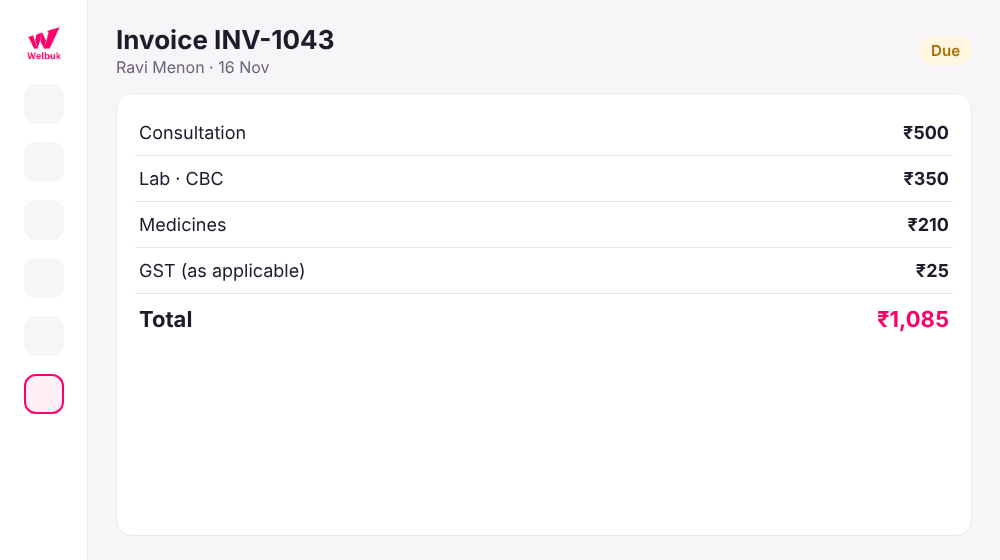 Welbuk
Invoice INV-1043
Ravi Menon · 16 Nov
Due
Consultation ₹500
Lab · CBC ₹350
Medicines ₹210
GST (as applicable) ₹25
Total ₹1,085